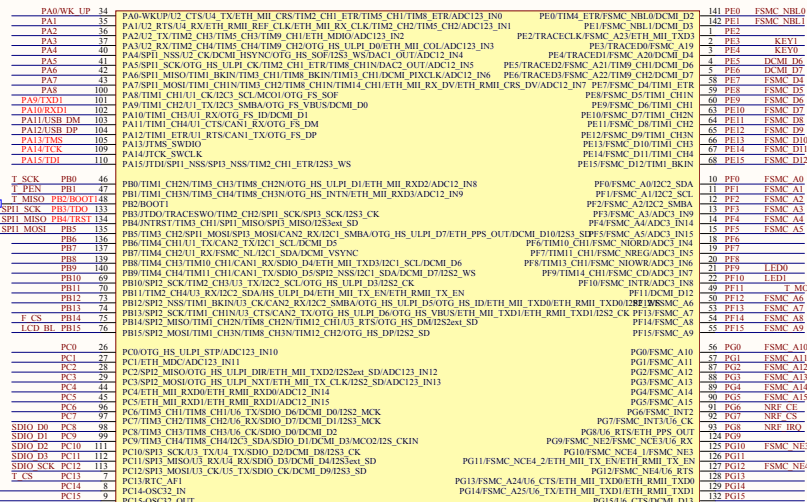 PA0/WK_UP 34 PA0-WKUP/U2_CTS/U4_TX/ETH_MII_CRS/TIM2_CH1_ETR/TIM5_CH1/TIM8_ETR/ADC123_IN0 PE0/TIM4_ETR/FSMC_NBL0/DCMI_D2 141 PE0 FSMC_NBL0
PA1 35 PA1/U2_RTS/U4_RX/ETH_RMII_REF_CLK/ETH_MII_RX_CLK/TIM2_CH2/TIM5_CH2/ADC123_IN1 PE1/FSMC_NBL1/DCMI_D3 142 PE1 FSMC_NBL1
PA2 36 PA2/U2_TX/TIM2_CH3/TIM5_CH3/TIM9_CH1/ETH_MDIO/ADC123_IN2 PE2/TRACECLK/FSMC_A23/ETH_MII_TXD3 1 PE2
PA3 37 PA3/U2_RX/TIM2_CH4/TIM5_CH4/TIM9_CH2/OTG_HS_ULPI_D0/ETH_MII_COL/ADC123_IN3 PE3/TRACED0/FSMC_A19 2 PE3 KEY1
PA4 40 PA4/SPI1_NSS/U2_CK/DCMI_HSYNC/OTG_HS_SOF/I2S3_WS/DAC1_OUT/ADC12_IN4 PE4/TRACED1/FSMC_A20/DCMI_D4 3 PE4 KEY0
PA5 41 PA5/SPI1_SCK/OTG_HS_ULPI_CK/TIM2_CH1_ETR/TIM8_CH1N/DAC2_OUT/ADC12_IN5 PE5/TRACED2/FSMC_A21/TIM9_CH1/DCMI_D6 4 PE5 DCMI_D6
PA6 42 PA6/SPI1_MISO/TIM1_BKIN/TIM3_CH1/TIM8_BKIN/TIM13_CH1/DCMI_PIXCLK/ADC12_IN6 PE6/TRACED3/FSMC_A22/TIM9_CH2/DCMI_D7 5 PE6 DCMI_D7
PA7 43 PA7/SPI1_MOSI/TIM1_CH1N/TIM3_CH2/TIM8_CH1N/TIM14_CH1/ETH_MII_RX_DV/ETH_RMII_CRS_DV/ADC12_IN7 PE7/FSMC_D4/TIM1_ETR 58 PE7 FSMC_D4
PA8 100 PA8/TIM1_CH1/U1_CK/I2C3_SCL/MCO1/OTG_FS_SOF PE8/FSMC_D5/TIM1_CH1N 59 PE8 FSMC_D5
PA9/TXD1 101 PA9/TIM1_CH2/U1_TX/I2C3_SMBA/OTG_FS_VBUS/DCMI_D0 PE9/FSMC_D6/TIM1_CH1 60 PE9 FSMC_D6
PA10/RXD1 102 PA10/TIM1_CH3/U1_RX/OTG_FS_ID/DCMI_D1 PE10/FSMC_D7/TIM1_CH2N 63 PE10 FSMC_D7
PA11/USB_DM 103 PA11/TIM1_CH4/U1_CTS/CAN1_RX/OTG_FS_DM PE11/FSMC_D8/TIM1_CH2 64 PE11 FSMC_D8
PA12/USB_DP 104 PA12/TIM1_ETR/U1_RTS/CAN1_TX/OTG_FS_DP PE12/FSMC_D9/TIM1_CH3N 65 PE12 FSMC_D9
PA13/TMS 105 PA13/JTMS_SWDIO PE13/FSMC_D10/TIM1_CH3 66 PE13 FSMC_D10
PA14/TCK 109 PA14/JTCK_SWCLK PE14/FSMC_D11/TIM1_CH4 67 PE14 FSMC_D11
PA15/TDI 110 PA15/JTDI/SPI1_NSS/SPI3_NSS/TIM2_CH1_ETR/I2S3_WS PE15/FSMC_D12/TIM1_BKIN 68 PE15 FSMC_D12
T_SCK PB0 46 PB0/TIM1_CH2N/TIM3_CH3/TIM8_CH2N/OTG_HS_ULPI_D1/ETH_MII_RXD2/ADC12_IN8 PF0/FSMC_A0/I2C2_SDA 10 PF0 FSMC_A0
T_PEN PB1 47 PB1/TIM1_CH3N/TIM3_CH4/TIM8_CH3N/OTG_HS_INTN/ETH_MII_RXD3/ADC12_IN9 PF1/FSMC_A1/I2C2_SCL 11 PF1 FSMC_A1
T_MISO PB2/BOOT1 48 PB2/BOOT1 PF2/FSMC_A2/I2C2_SMBA 12 PF2 FSMC_A2
SPI1_SCK PB3/TDO 133 PB3/JTDO/TRACESWO/TIM2_CH2/SPI1_SCK/SPI3_SCK/I2S3_CK PF3/FSMC_A3/ADC3_IN9 13 PF3 FSMC_A3
SPI1_MISO PB4/TRST 134 PB4/JNTRST/TIM3_CH1/SPI1_MISO/SPI3_MISO/I2S3ext_SD PF4/FSMC_A4/ADC3_IN14 14 PF4 FSMC_A4
SPI1_MOSI PB5 135 PB5/TIM3_CH2/SPI1_MOSI/SPI3_MOSI/CAN2_RX/I2C1_SMBA/OTG_HS_ULPI_D7/ETH_PPS_OUT/DCMI_D10/I2S3_SD PF5/FSMC_A5/ADC3_IN15 15 PF5 FSMC_A5
PB6 136 PB6/TIM4_CH1/U1_TX/CAN2_TX/I2C1_SCL/DCMI_D5 PF6/TIM10_CH1/FSMC_NIORD/ADC3_IN4 18 PF6
PB7 137 PB7/TIM4_CH2/U1_RX/FSMC_NL/I2C1_SDA/DCMI_VSYNC PF7/TIM11_CH1/FSMC_NREG/ADC3_IN5 19 PF7
PB8 139 PB8/TIM4_CH3/TIM10_CH1/CAN1_RX/SDIO_D4/ETH_MII_TXD3/I2C1_SCL/DCMI_D6 PF8/TIM13_CH1/FSMC_NIOWR/ADC3_IN6 20 PF8
PB9 140 PB9/TIM4_CH4/TIM11_CH1/CAN1_TX/SDIO_D5/SPI2_NSS/I2C1_SDA/DCMI_D7/I2S2_WS PF9/TIM14_CH1/FSMC_CD/ADC3_IN7 21 PF9 LED0
PB10 69 PB10/SPI2_SCK/TIM2_CH3/U3_TX/I2C2_SCL/OTG_HS_ULPI_D3/I2S2_CK PF10/FSMC_INTR/ADC3_IN8 22 PF10 LED1
PB11 70 PB11/TIM2_CH4/U3_RX/I2C2_SDA/HS_ULPI_D4/ETH_RMII_TX_EN/ETH_MII_TX_EN PF11/DCMI_D12 49 PF11 T_MO
PB12 73 PB12/SPI2_NSS/TIM1_BKIN/U3_CK/CAN2_RX/I2C2_SMBA/OTG_HS_ULPI_D5/OTG_HS_ID/ETH_MII_TXD0/ETH_RMII_TXD0/I2S2_WS PF12/FSMC_A6 50 PF12 FSMC_A6
PB13 74 PB13/SPI2_SCK/TIM1_CH1N/U3_CTS/CAN2_TX/OTG_HS_ULPI_D6/OTG_HS_VBUS/ETH_MII_TXD1/ETH_RMII_TXD1/I2S2_CK PF13/FSMC_A7 53 PF13 FSMC_A7
F_CS PB14 75 PB14/SPI2_MISO/TIM1_CH2N/TIM8_CH2N/TIM12_CH1/U3_RTS/OTG_HS_DM/I2S2ext_SD PF14/FSMC_A8 54 PF14 FSMC_A8
LCD_BL PB15 76 PB15/SPI2_MOSI/TIM1_CH3N/TIM8_CH3N/TIM12_CH2/OTG_HS_DP/I2S2_SD PF15/FSMC_A9 55 PF15 FSMC_A9
PC0 26 PC0/OTG_HS_ULPI_STP/ADC123_IN10 PG0/FSMC_A10 56 PG0 FSMC_A10
PC1 27 PC1/ETH_MDC/ADC123_IN11 PG1/FSMC_A11 57 PG1 FSMC_A11
PC2 28 PC2/SPI2_MISO/OTG_HS_ULPI_DIR/ETH_MII_TXD2/I2S2ext_SD/ADC123_IN12 PG2/FSMC_A12 87 PG2 FSMC_A12
PC3 29 PC3/SPI2_MOSI/OTG_HS_ULPI_NXT/ETH_MII_TX_CLK/I2S2_SD/ADC123_IN13 PG3/FSMC_A13 88 PG3 FSMC_A13
PC4 44 PC4/ETH_RMII_RXD0/ETH_MII_RXD0/ADC12_IN14 PG4/FSMC_A14 89 PG4 FSMC_A14
PC5 45 PC5/ETH_RMII_RXD1/ETH_MII_RXD1/ADC12_IN15 PG5/FSMC_A15 90 PG5 FSMC_A15
PC6 96 PC6/TIM3_CH1/TIM8_CH1/U6_TX/SDIO_D6/DCMI_D0/I2S2_MCK PG6/FSMC_INT2 91 PG6 NRF_CE
PC7 97 PC7/TIM3_CH2/TIM8_CH2/U6_RX/SDIO_D7/DCMI_D1/I2S3_MCK PG7/FSMC_INT3/U6_CK 92 PG7 NRF_CS
SDIO_D0 PC8 98 PC8/TIM3_CH3/TIM8_CH3/U6_CK/SDIO_D0/DCMI_D2 PG8/U6_RTS/ETH_PPS_OUT 93 PG8 NRF_IRQ
SDIO_D1 PC9 99 PC9/TIM3_CH4/TIM8_CH4/I2C3_SDA/SDIO_D1/DCMI_D3/MCO2/I2S_CKIN PG9/FSMC_NE2/FSMC_NCE3/U6_RX 124 PG9
SDIO_D2 PC10 111 PC10/SPI3_SCK/U3_TX/U4_TX/SDIO_D2/DCMI_D8/I2S3_CK PG10/FSMC_NCE4_1/FSMC_NE3 125 PG10 FSMC_NE3
SDIO_D3 PC11 112 PC11/SPI3_MISO/U3_RX/U4_RX/SDIO_D3/DCMI_D4/I2S3ext_SD PG11/FSMC_NCE4_2/ETH_MII_TX_EN/ETH_RMII_TX_EN 126 PG11
SDIO_SCK PC12 113 PC12/SPI3_MOSI/U3_CK/U5_TX/SDIO_CK/DCMI_D9/I2S3_SD PG12/FSMC_NE4/U6_RTS 127 PG12 FSMC_NE4
T_CS PC13 7 PC13/RTC_AF1 PG13/FSMC_A24/U6_CTS/ETH_MII_TXD0/ETH_RMII_TXD0 128 PG13
PC14 8 PC14-OSC32_IN PG14/FSMC_A25/U6_TX/ETH_MII_TXD1/ETH_RMII_TXD1 129 PG14
PC15 9 PC15-OSC32_OUT PG15/U6_CTS/DCMI_D13 132 PG15